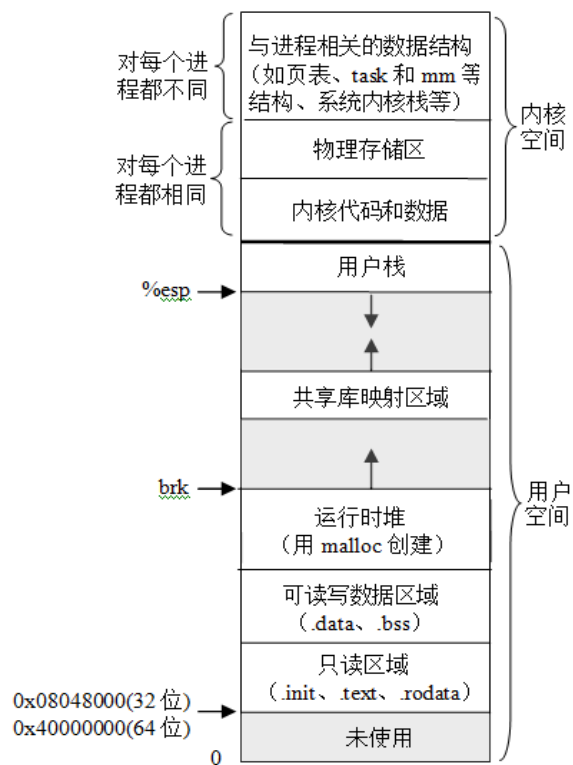 对每个进
程都不同
与进程相关的数据结构
（如页表、task 和 mm 等
结构、系统内核栈等）
内核
空间
对每个进
程都相同
物理存储区
内核代码和数据
用户栈
%esp
共享库映射区域
brk
用户
空间
运行时堆
（用 malloc 创建）
可读写数据区域
（.data、.bss）
只读区域
（.init、.text、.rodata）
0x08048000(32 位)
0x40000000(64 位)
未使用
0